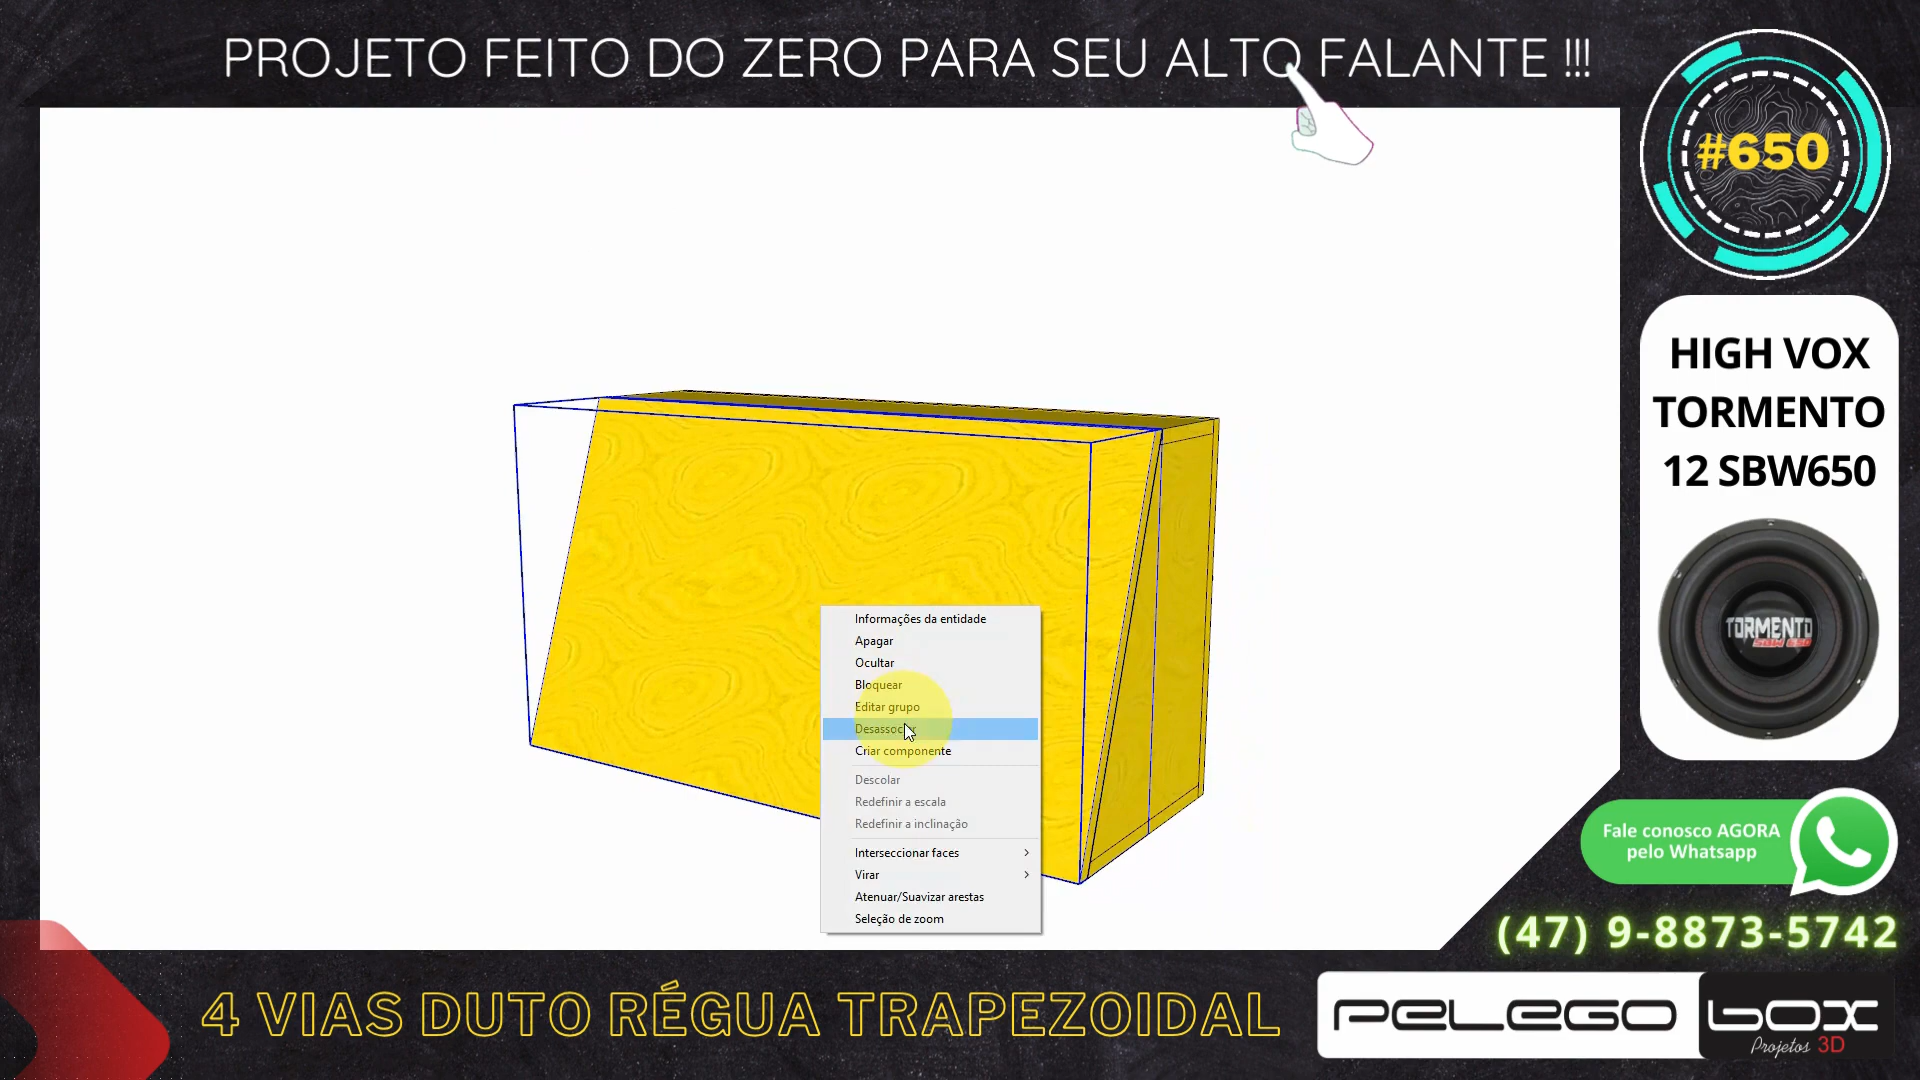 PROJETO FEITO DO ZERO PARA SEU ALTO FALANTE !!!
#650
HIGH VOX
TORMENTO
12 SBW650
TORMENTO
SBW 650
Informações da entidade
Apagar
Ocultar
Bloquear
Editar grupo
Desassociar
Criar componente
Descolar
Redefinir a escala
Redefinir a inclinação
Interseccionar faces
Virar
Atenuar/Suavizar arestas
Seleção de zoom
Fale conosco AGORA
pelo Whatsapp
(47) 9-8873-5742
4 VIAS DUTO RÉGUA TRAPEZOIDAL
PELEGO BOX
Projetos 3D